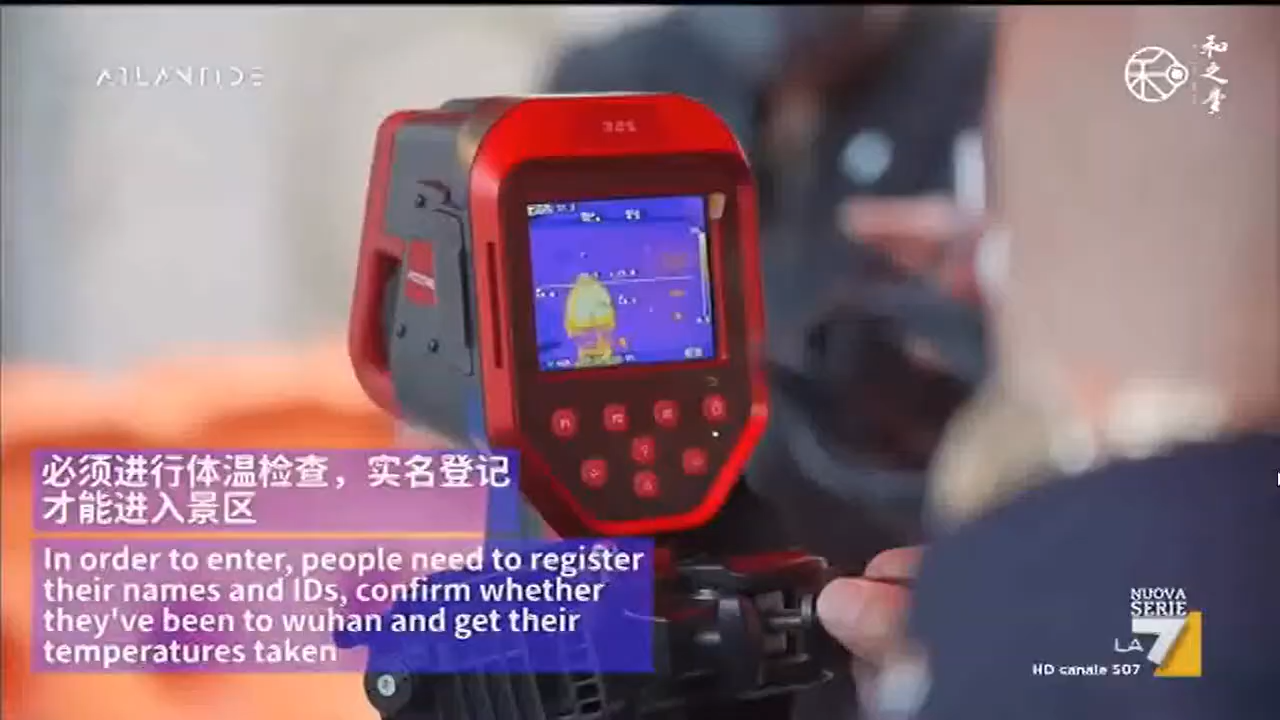 ATLANTIDE
和之梦
必须进行体温检查，实名登记
才能进入景区
In order to enter, people need to register
their names and IDs, confirm whether
they've been to wuhan and get their
temperatures taken
NUOVA
SERIE
LA7
HD canale 507